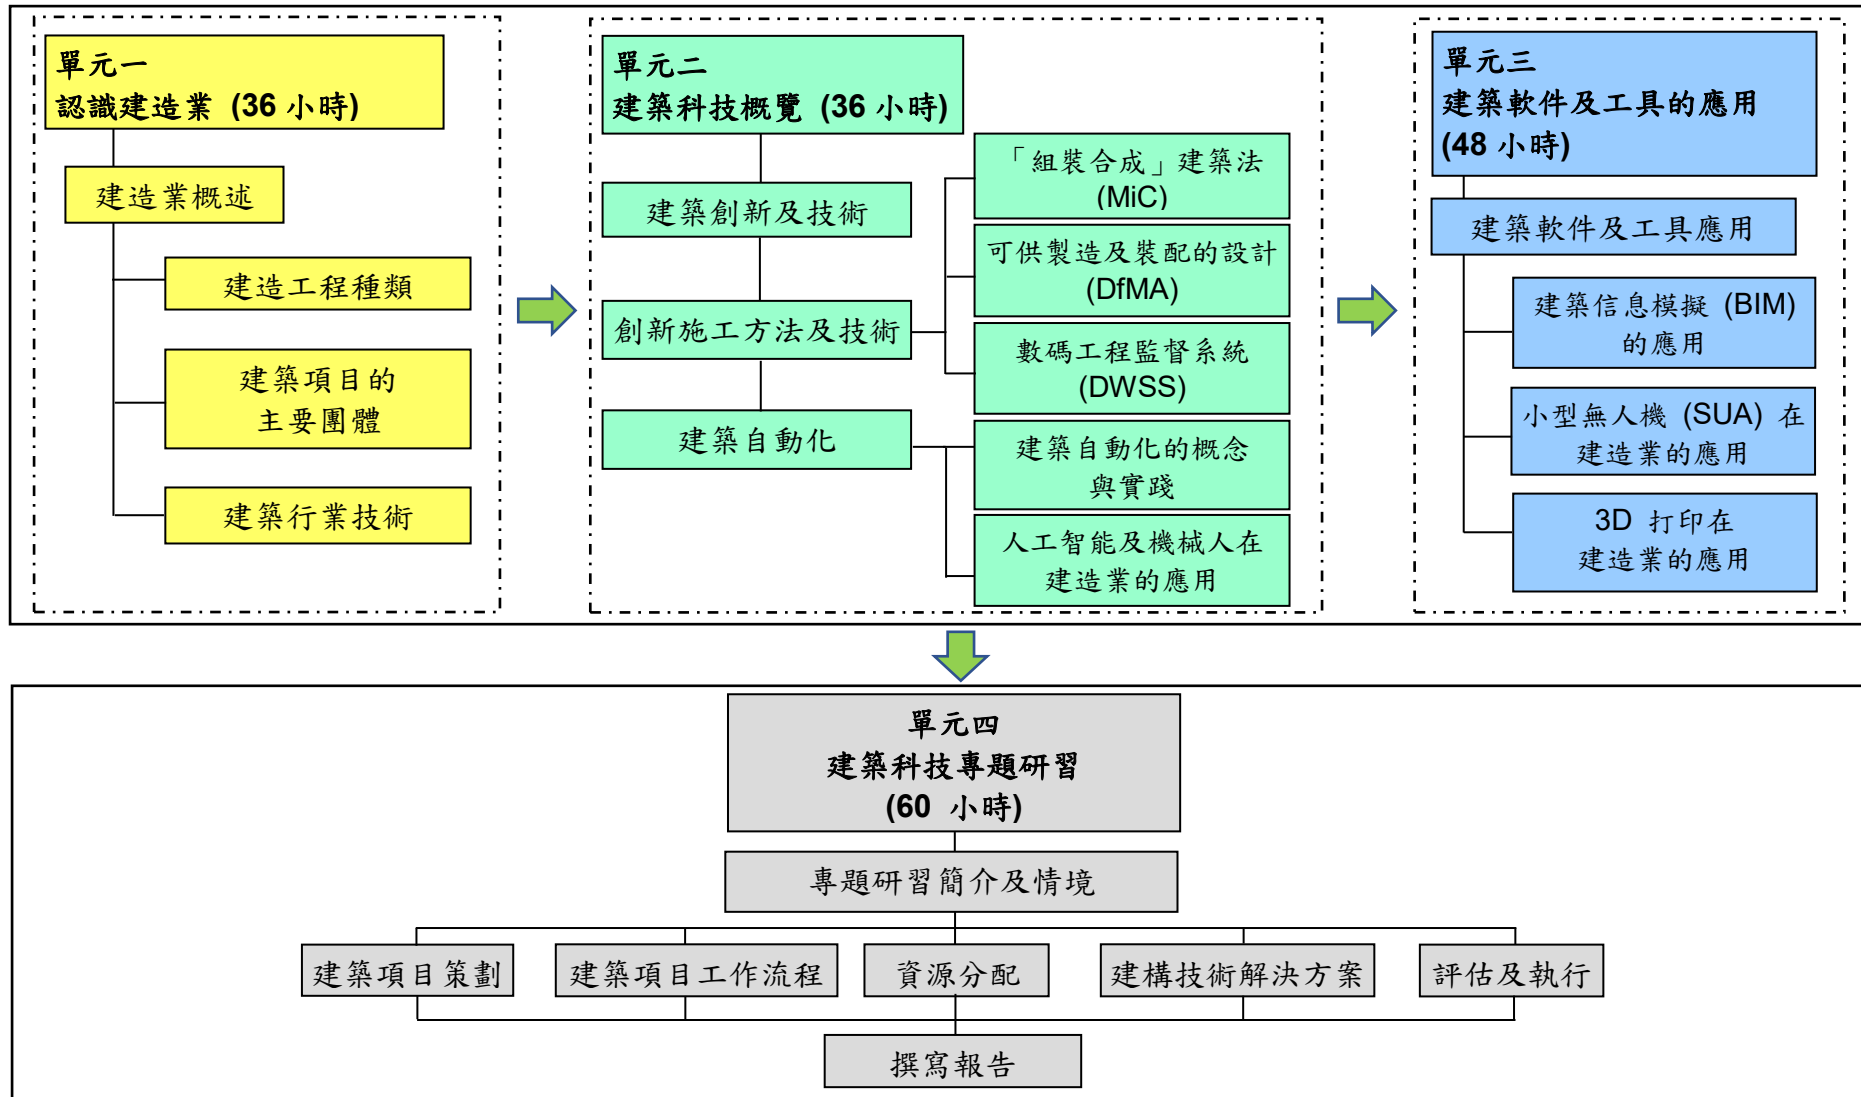 單元一
認識建造業 (36 小時)
建造業概述
建造工程種類
建築項目的
主要團體
建築行業技術
單元二
建築科技概覽 (36 小時)
建築創新及技術
創新施工方法及技術
「組裝合成」建築法
(MiC)
可供製造及裝配的設計
(DfMA)
數碼工程監督系統
(DWSS)
建築自動化
建築自動化的概念
與實踐
人工智能及機械人在
建造業的應用
單元三
建築軟件及工具的應用
(48 小時)
建築軟件及工具應用
建築信息模擬 (BIM)
的應用
小型無人機 (SUA) 在
建造業的應用
3D 打印在
建造業的應用
單元四
建築科技專題研習
(60 小時)
專題研習簡介及情境
建築項目策劃
建築項目工作流程
資源分配
建構技術解決方案
評估及執行
撰寫報告